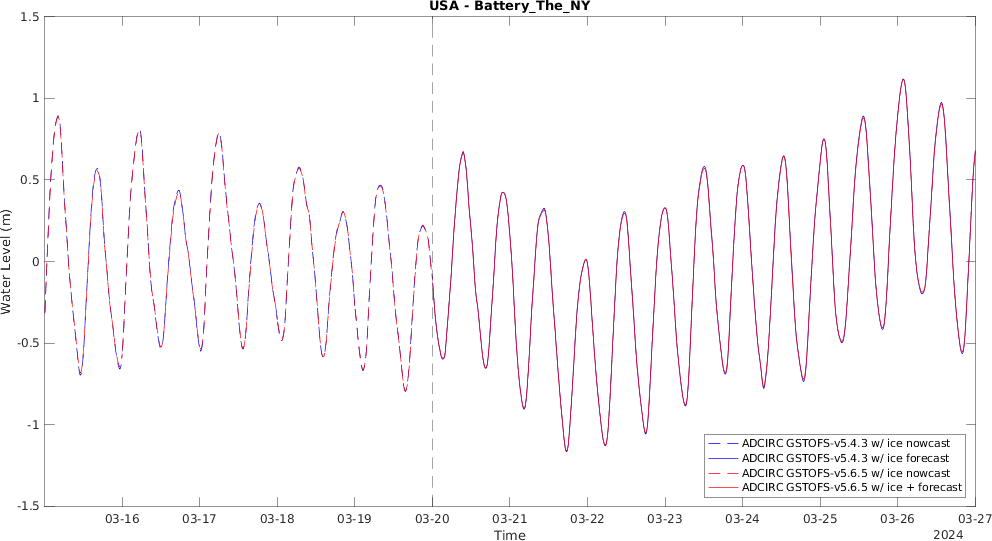 USA - Battery_The_NY
1.5
1
0.5
0
-0.5
-1
-1.5
Water Level (m)
03-16 03-17 03-18 03-19 03-20 03-21 03-22 03-23 03-24 03-25 03-26 03-27
Time
2024
ADCIRC GSTOFS-v5.4.3 w/ ice nowcast
ADCIRC GSTOFS-v5.4.3 w/ ice forecast
ADCIRC GSTOFS-v5.6.5 w/ ice nowcast
ADCIRC GSTOFS-v5.6.5 w/ ice + forecast